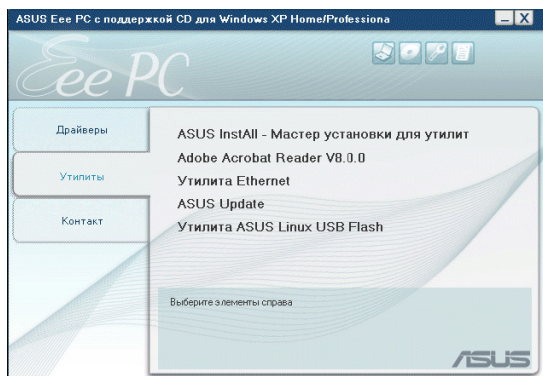 ASUS Eee PC с поддержкой CD для Windows XP Home/Professiona
Eee PC
Драйверы
Утилиты
Контакт
ASUS InstAll - Мастер установки для утилит
Adobe Acrobat Reader V8.0.0
Утилита Ethernet
ASUS Update
Утилита ASUS Linux USB Flash
Выберите элементы справа
ASUS